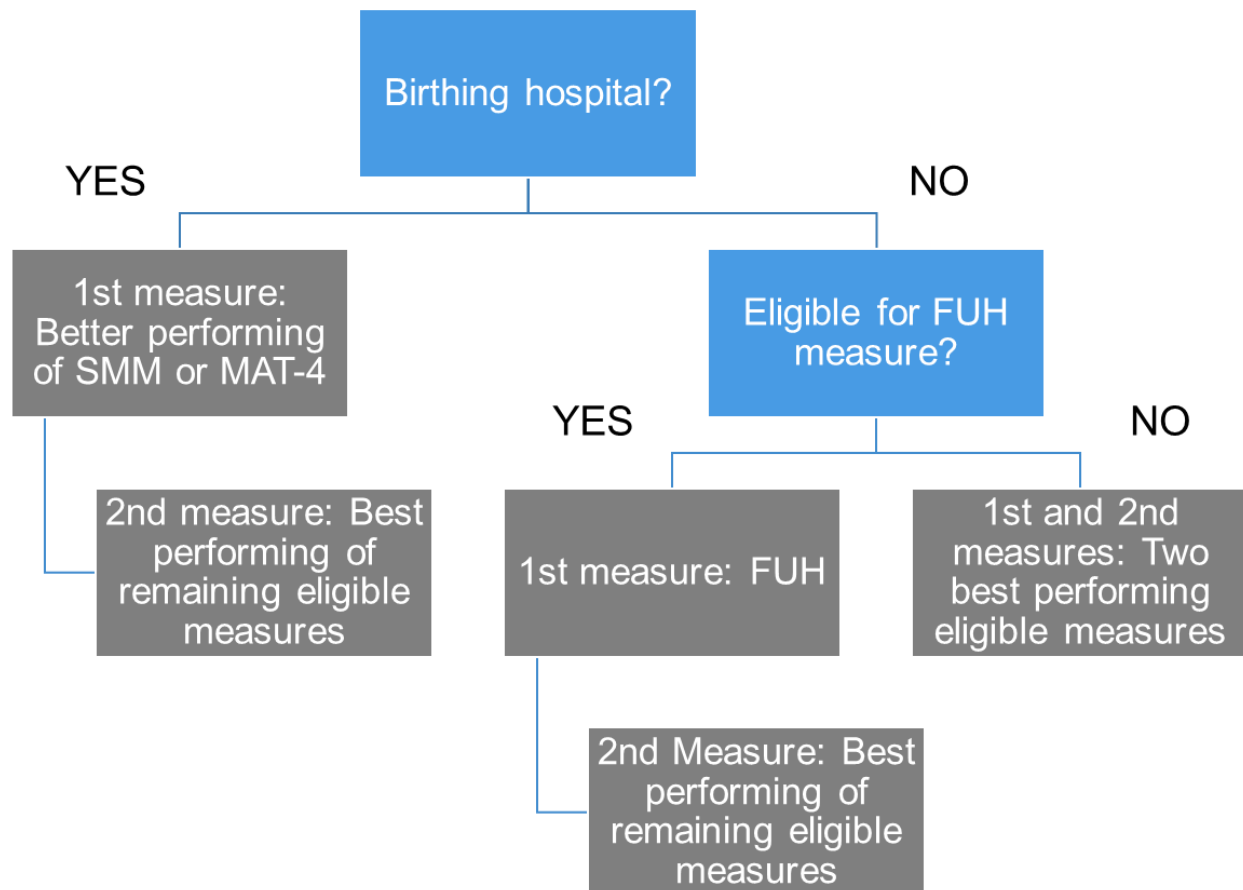 Birthing hospital?
YES
NO
1st measure:
Better performing
of SMM or MAT-4
Eligible for FUH
measure?
YES
NO
2nd measure: Best
performing of
remaining eligible
measures
1st measure: FUH
1st and 2nd
measures: Two
best performing
eligible measures
2nd Measure: Best
performing of
remaining eligible
measures